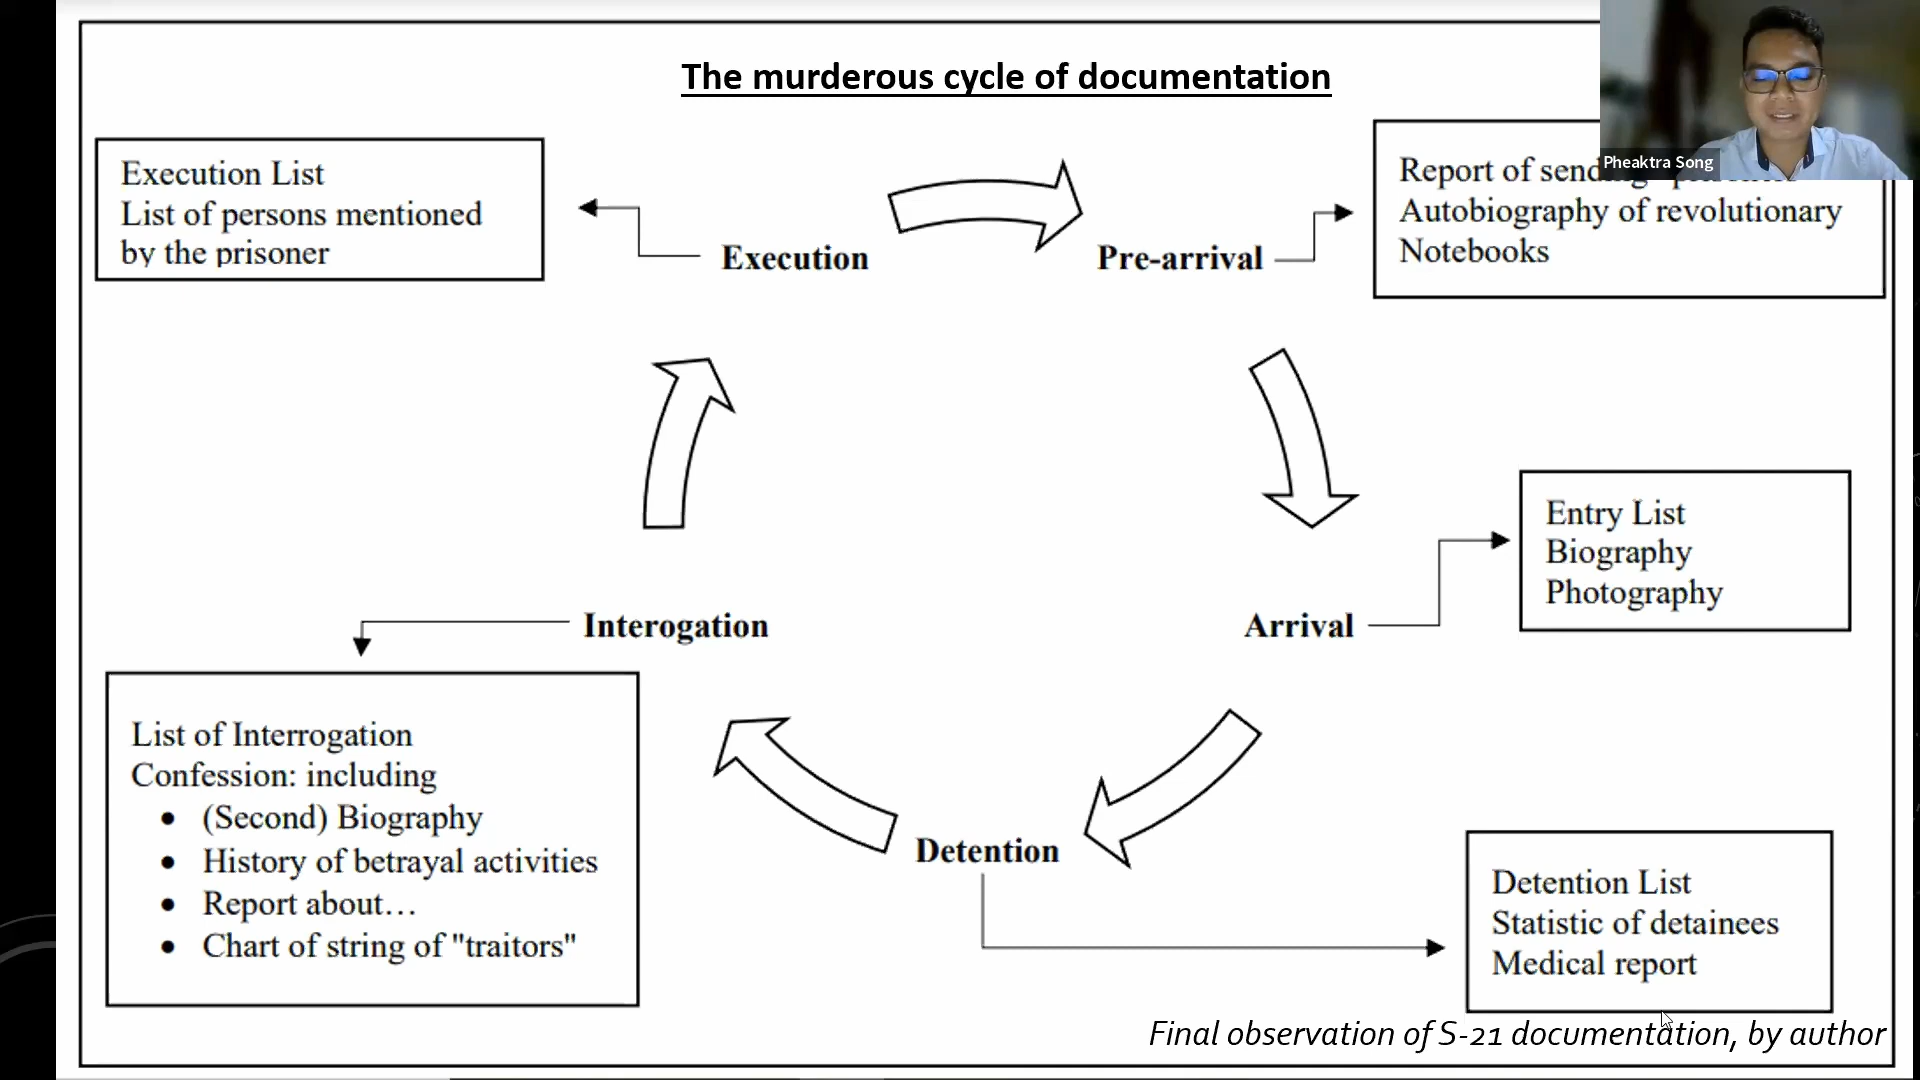 The murderous cycle of documentation
Pheaktra Song
Execution List
List of persons mentioned
by the prisoner
Execution
Pre-arrival
Report of sending
Autobiography of revolutionary
Notebooks
Entry List
Biography
Photography
Interogation
Arrival
List of Interrogation
Confession: including
• (Second) Biography
• History of betrayal activities
• Report about…
• Chart of string of "traitors"
Detention
Detention List
Statistic of detainees
Medical report
Final observation of S-21 documentation, by author